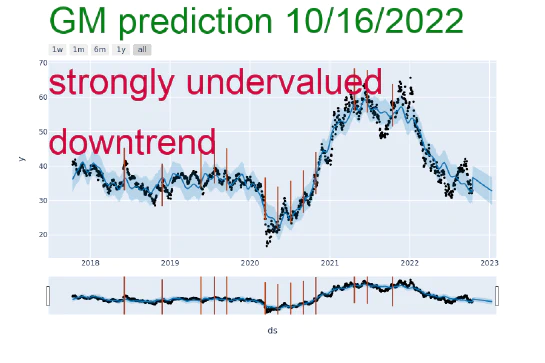 GM prediction 10/16/2022
1w 1m 6m 1y all
70
strongly undervalued
60
50
downtrend
y
40
30
20
2018 2019 2020 2021 2022 2023
ds